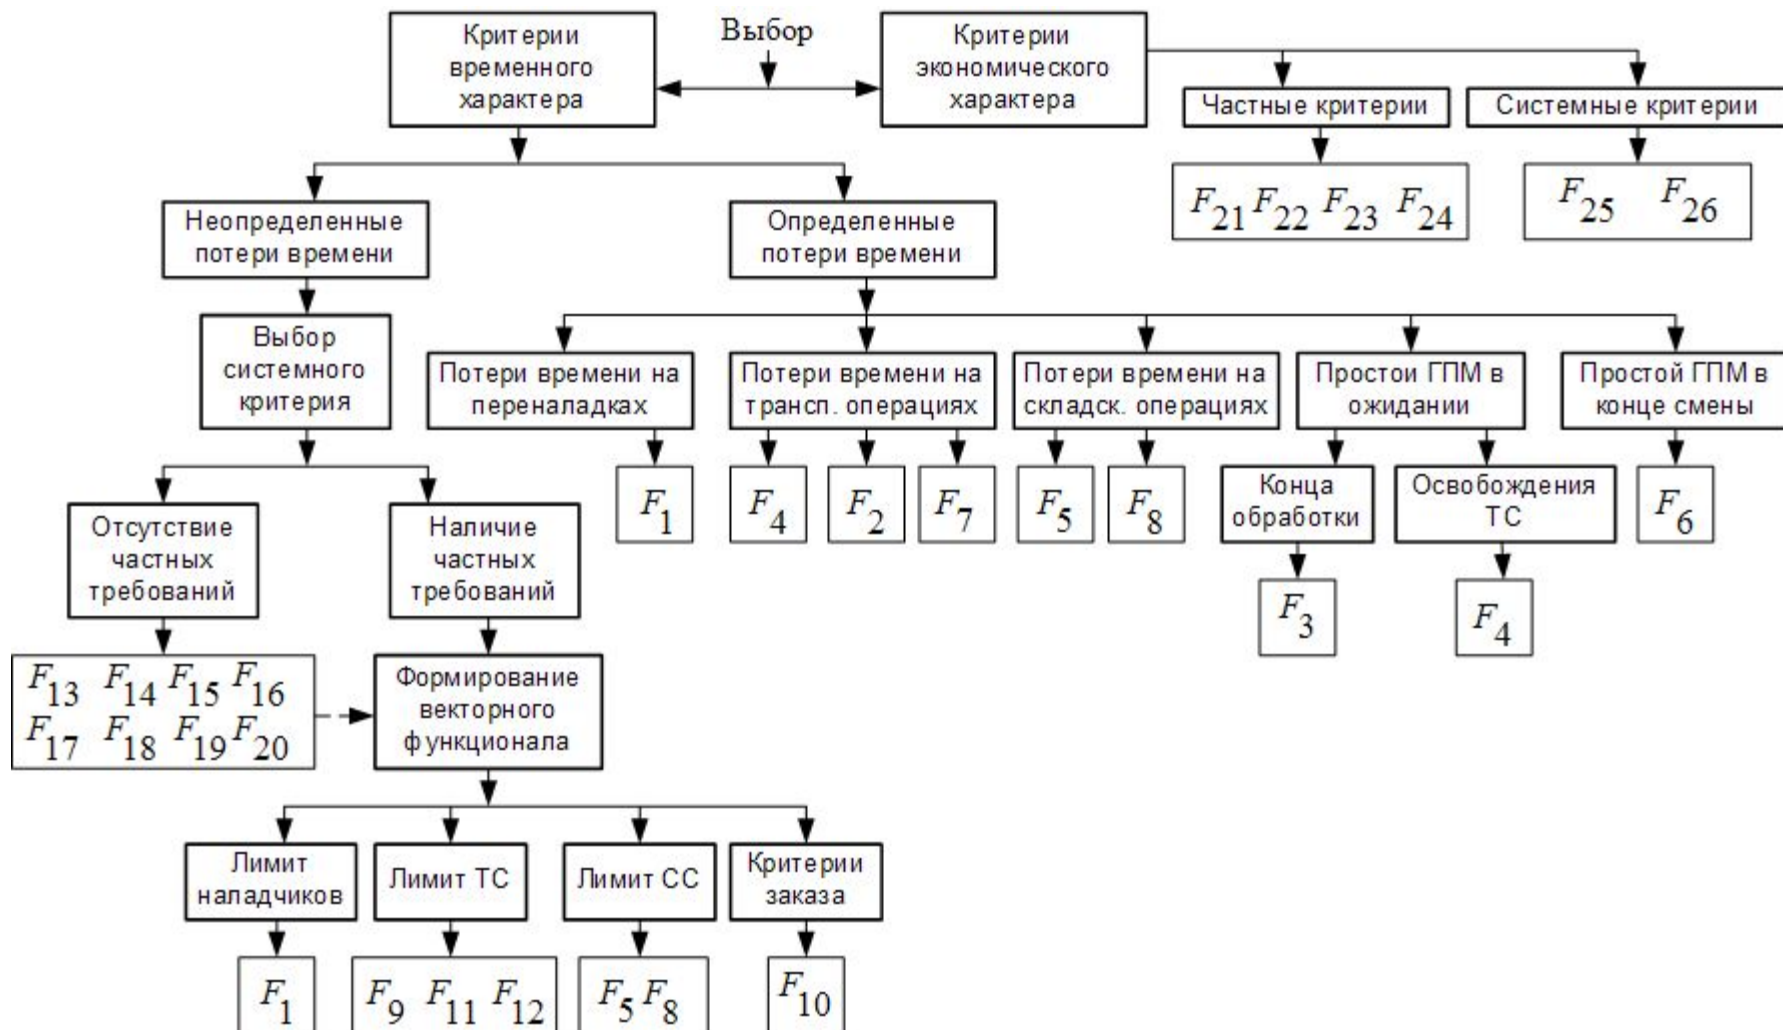 Выбор
Критерии
временного
характера
Критерии
экономического
характера
Частные критерии
Системные критерии
F21 F22 F23 F24
F25 F26
Неопределенные
потери времени
Определенные
потери времени
Выбор
системного
критерия
Потери времени на
переналадках
Потери времени на
трансп. операциях
Потери времени на
складск. операциях
Простои ГПМ в
ожидании
Простой ГПМ в
конце смены
F1
F4
F2
F7
F5
F8
Конца
обработки
Освобождения
ТС
F6
F3
F4
Отсутствие
частных
требований
Наличие
частных
требований
F13 F14 F15 F16
F17 F18 F19 F20
Формирование
векторного
функционала
Лимит
наладчиков
Лимит ТС
Лимит СС
Критерии
заказа
F1
F9 F11 F12
F5 F8
F10